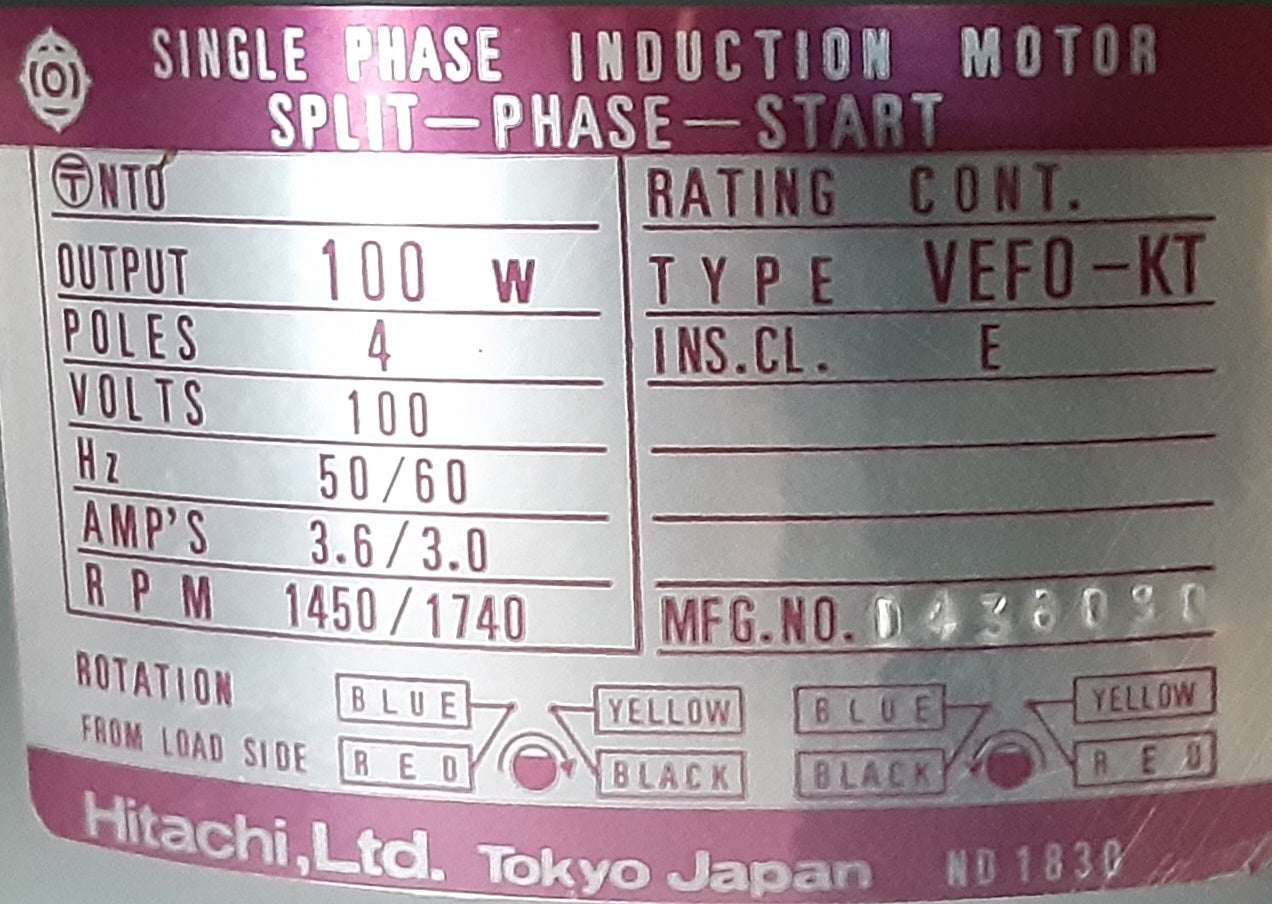 SINGLE PHASE INDUCTION MOTOR
SPLIT-PHASE-START
〶NTO
OUTPUT 100 W
POLES 4
VOLTS 100
Hz 50/60
AMP'S 3.6/3.0
RPM 1450/1740
RATING CONT.
TYPE VEFO-KT
INS.CL. E
MFG.NO.
ROTATION
FROM LOAD SIDE
BLUE YELLOW BLUE YELLOW
RED BLACK BLACK RED
Hitachi,Ltd. Tokyo Japan ND 1830